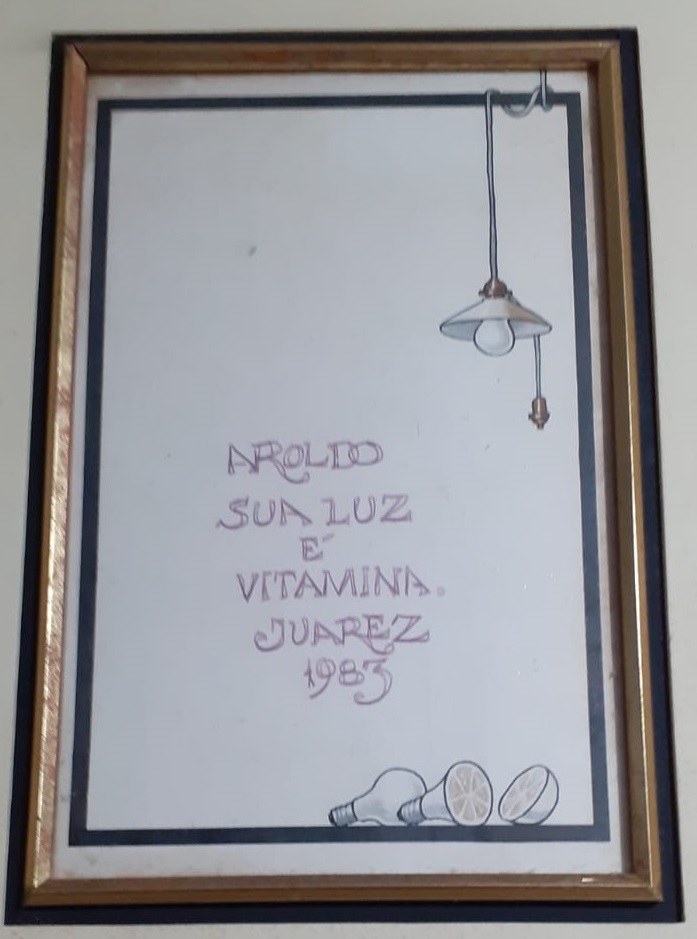 AROLDO
SUA LUZ
E´
VITAMINA.
JUAREZ
1983